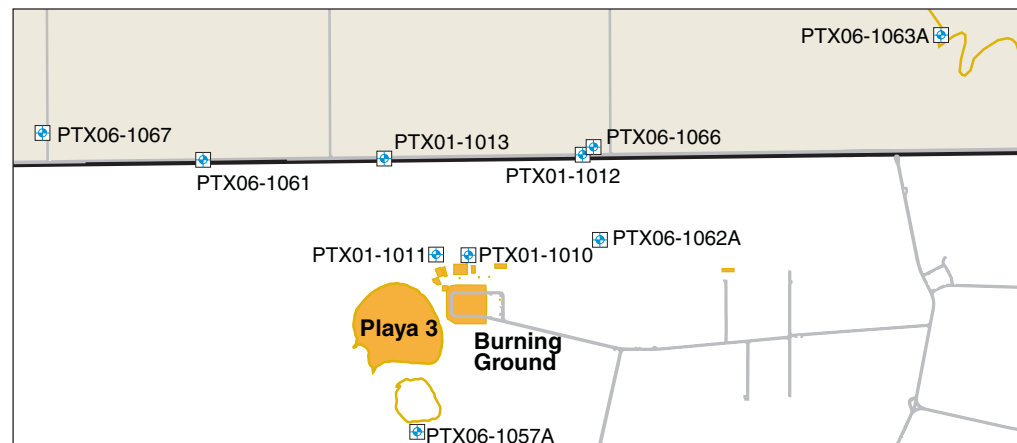 PTX06-1063A
PTX06-1067
PTX01-1013
PTX06-1066
PTX06-1061
PTX01-1012
PTX06-1062A
PTX01-1011
PTX01-1010
Playa 3
Burning
Ground
PTX06-1057A